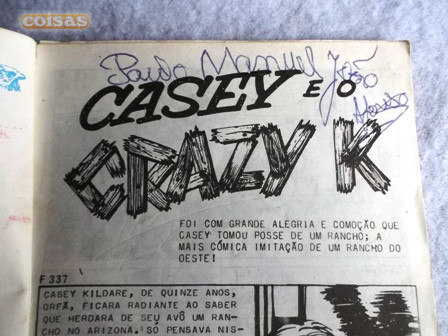 coisas
Paulo Manuel João
CASEY E O
CRAZY K
FOI COM GRANDE ALEGRIA E COMOÇÃO QUE
CASEY TOMOU POSSE DE UM RANCHO; A
MAIS CÔMICA IMITAÇÃO DE UM RANCHO DO
OESTE!
F 337
CASEY KILDARE, DE QUINZE ANOS,
ORFÃ, FICARA RADIANTE AO SABER
QUE HERDARA DE SEU AVÔ UM RAN-
CHO NO ARIZONA. SÓ PENSAVA NIS-